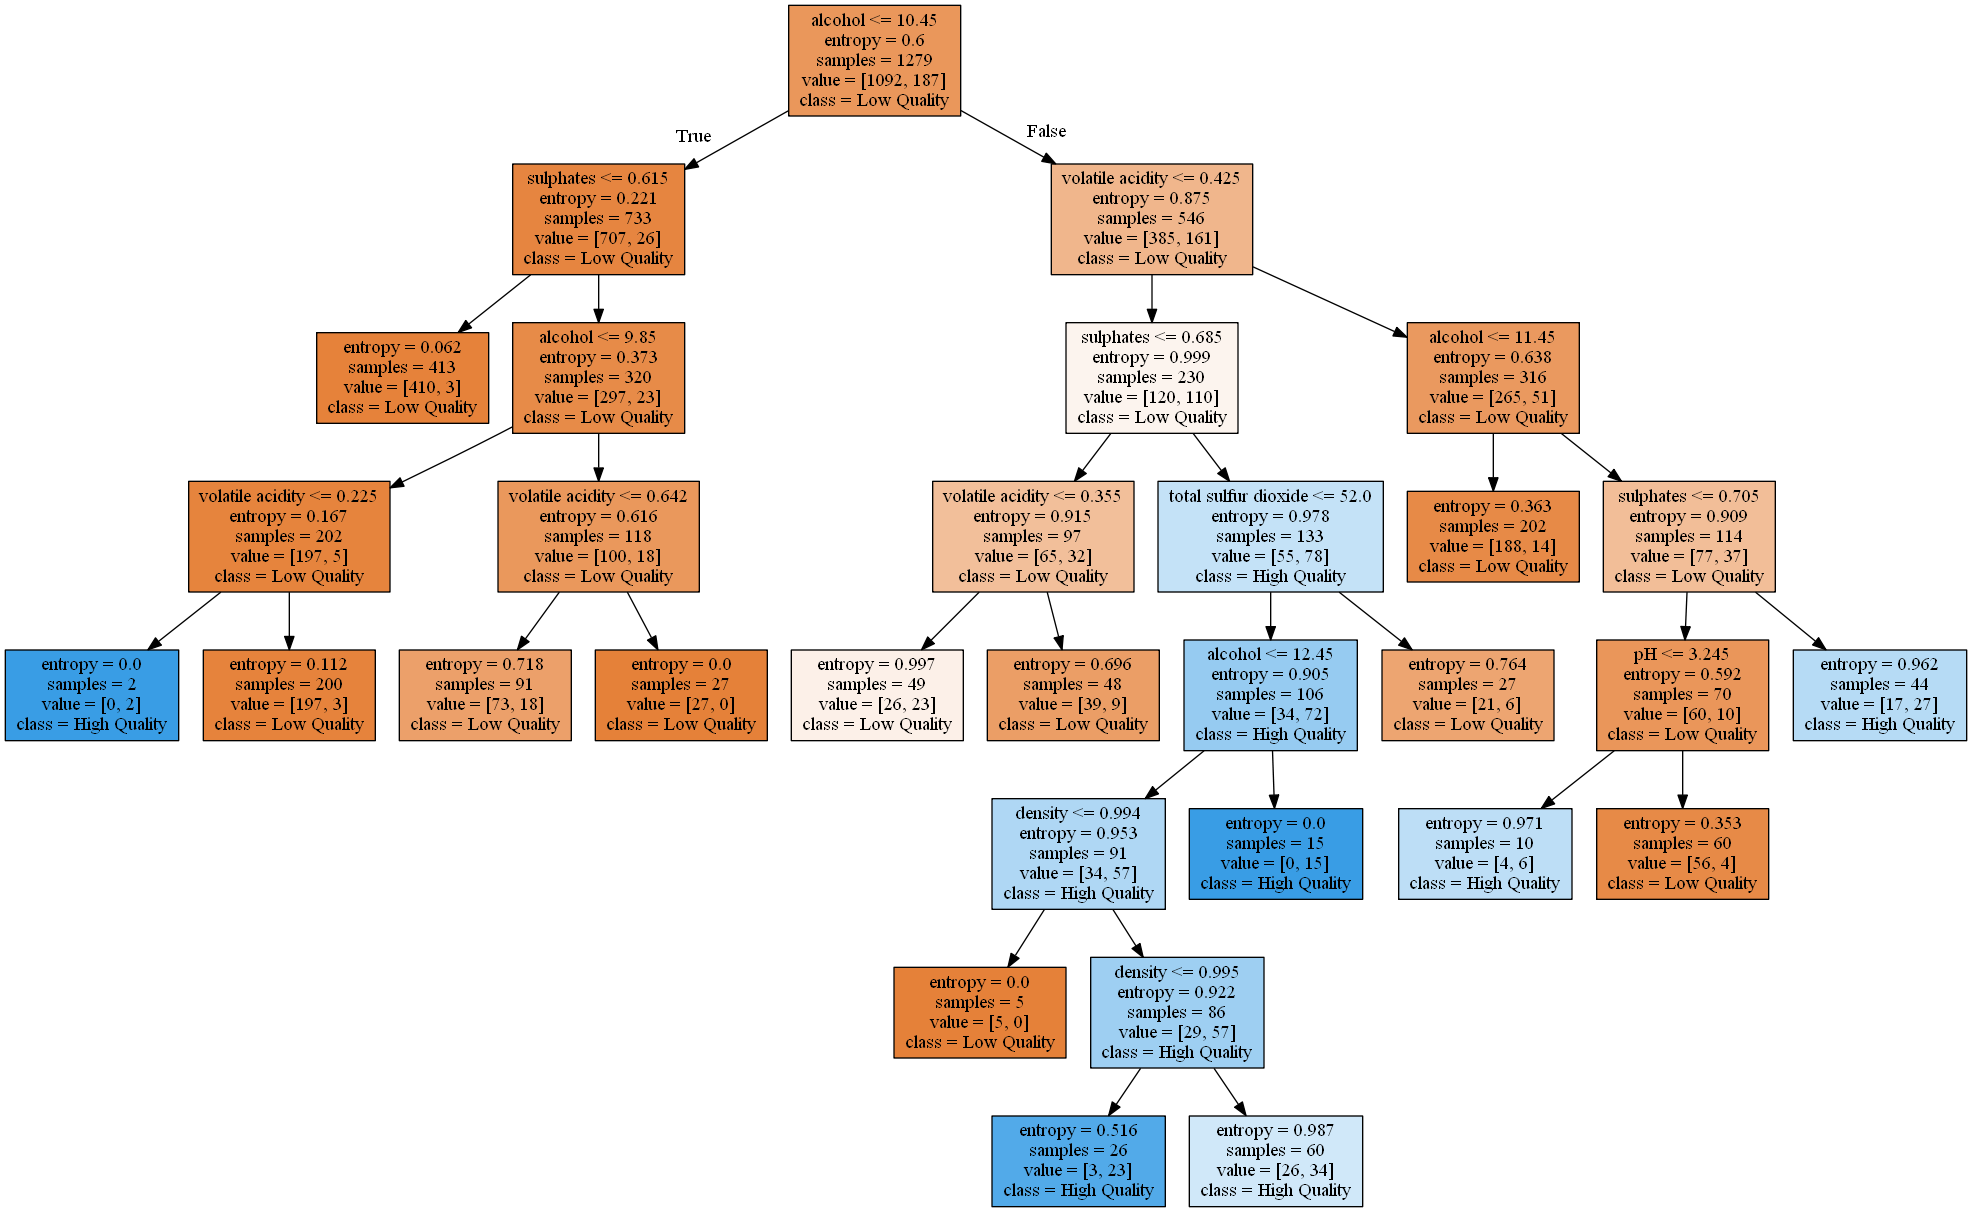 alcohol <= 10.45
entropy = 0.6
samples = 1279
value = [1092, 187]
class = Low Quality
True
False
sulphates <= 0.615
entropy = 0.221
samples = 733
value = [707, 26]
class = Low Quality
volatile acidity <= 0.425
entropy = 0.875
samples = 546
value = [385, 161]
class = Low Quality
entropy = 0.062
samples = 413
value = [410, 3]
class = Low Quality
alcohol <= 9.85
entropy = 0.373
samples = 320
value = [297, 23]
class = Low Quality
sulphates <= 0.685
entropy = 0.999
samples = 230
value = [120, 110]
class = Low Quality
alcohol <= 11.45
entropy = 0.638
samples = 316
value = [265, 51]
class = Low Quality
volatile acidity <= 0.225
entropy = 0.167
samples = 202
value = [197, 5]
class = Low Quality
volatile acidity <= 0.642
entropy = 0.616
samples = 118
value = [100, 18]
class = Low Quality
volatile acidity <= 0.355
entropy = 0.915
samples = 97
value = [65, 32]
class = Low Quality
total sulfur dioxide <= 52.0
entropy = 0.978
samples = 133
value = [55, 78]
class = High Quality
entropy = 0.363
samples = 202
value = [188, 14]
class = Low Quality
sulphates <= 0.705
entropy = 0.909
samples = 114
value = [77, 37]
class = Low Quality
entropy = 0.0
samples = 2
value = [0, 2]
class = High Quality
entropy = 0.112
samples = 200
value = [197, 3]
class = Low Quality
entropy = 0.718
samples = 91
value = [73, 18]
class = Low Quality
entropy = 0.0
samples = 27
value = [27, 0]
class = Low Quality
entropy = 0.997
samples = 49
value = [26, 23]
class = Low Quality
entropy = 0.696
samples = 48
value = [39, 9]
class = Low Quality
alcohol <= 12.45
entropy = 0.905
samples = 106
value = [34, 72]
class = High Quality
entropy = 0.764
samples = 27
value = [21, 6]
class = Low Quality
pH <= 3.245
entropy = 0.592
samples = 70
value = [60, 10]
class = Low Quality
entropy = 0.962
samples = 44
value = [17, 27]
class = High Quality
density <= 0.994
entropy = 0.953
samples = 91
value = [34, 57]
class = High Quality
entropy = 0.0
samples = 15
value = [0, 15]
class = High Quality
entropy = 0.971
samples = 10
value = [4, 6]
class = High Quality
entropy = 0.353
samples = 60
value = [56, 4]
class = Low Quality
entropy = 0.0
samples = 5
value = [5, 0]
class = Low Quality
density <= 0.995
entropy = 0.922
samples = 86
value = [29, 57]
class = High Quality
entropy = 0.516
samples = 26
value = [3, 23]
class = High Quality
entropy = 0.987
samples = 60
value = [26, 34]
class = High Quality